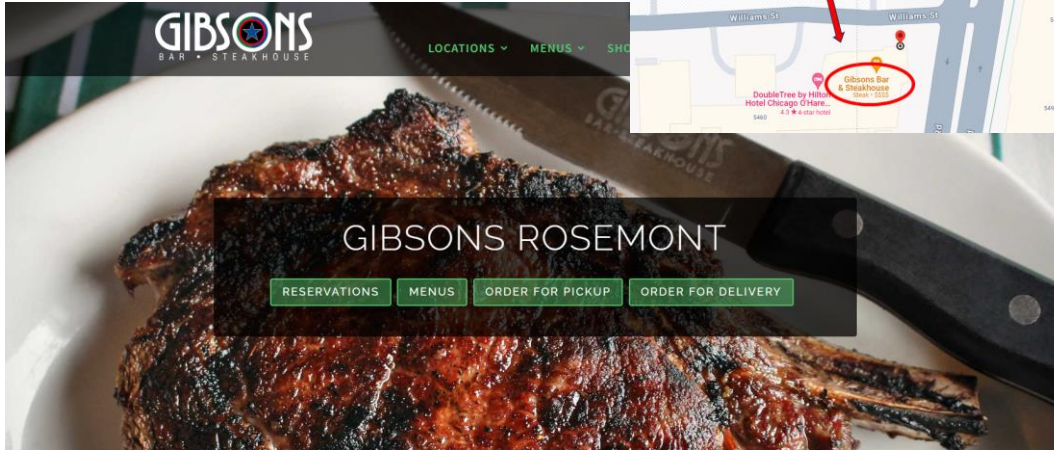 GIBSONS
BAR • STEAKHOUSE
LOCATIONS
MENUS
Williams St
Williams St
Gibsons Bar
& Steakhouse
Steak • $$$$
DoubleTree by Hilton
Hotel Chicago O'Hare...
4.3 ★ 4-star hotel
5460
GIBSONS
BAR & STEAKHOUSE
GIBSONS ROSEMONT
RESERVATIONS
MENUS
ORDER FOR PICKUP
ORDER FOR DELIVERY